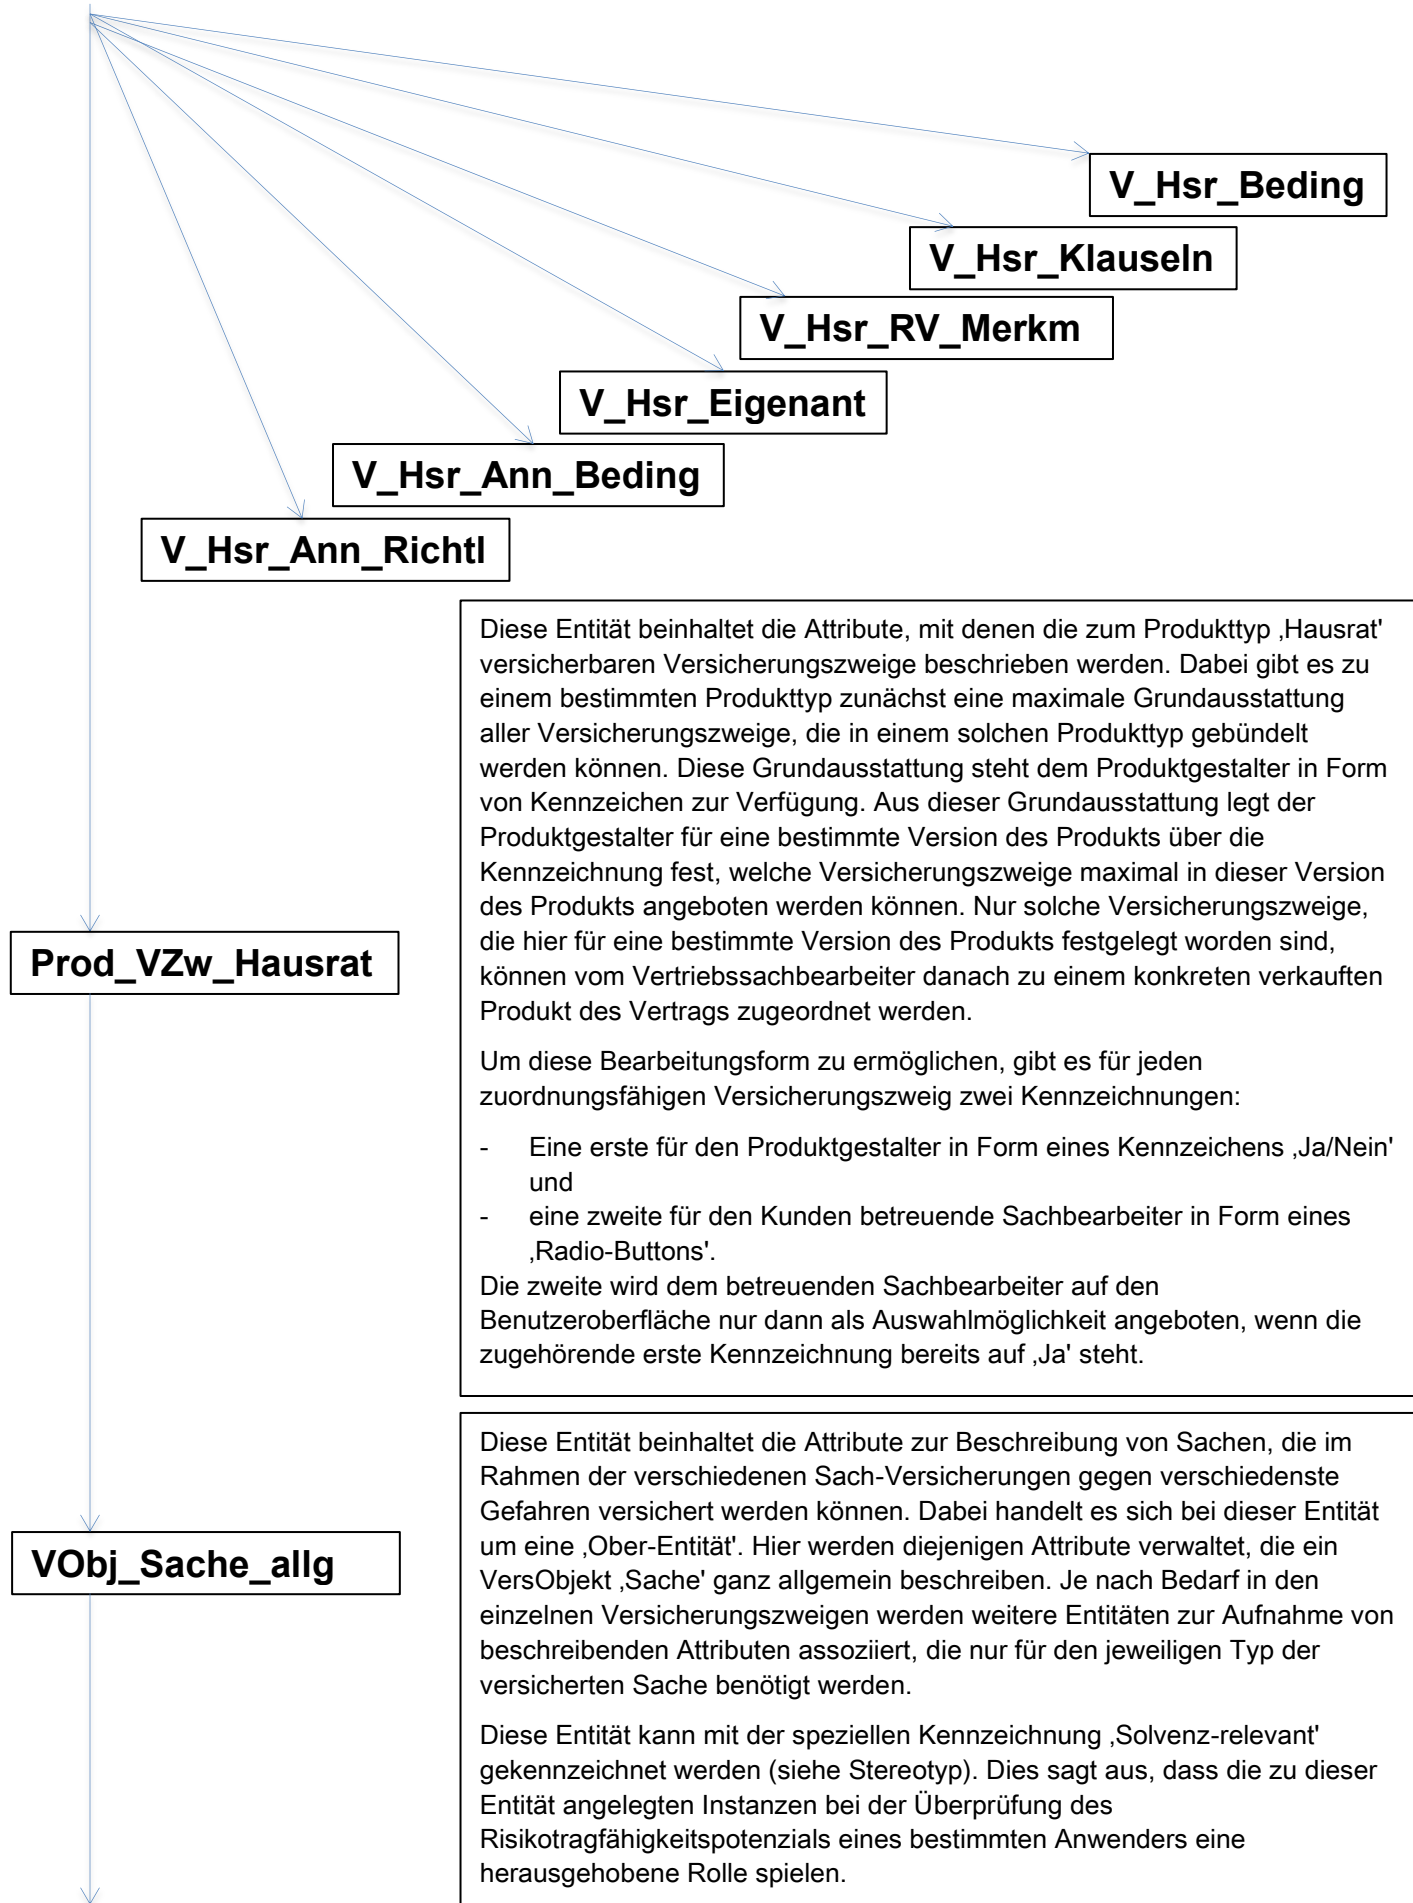 V_Hsr_Beding
V_Hsr_Klauseln
V_Hsr_RV_Merkm
V_Hsr_Eigenant
V_Hsr_Ann_Beding
V_Hsr_Ann_Richtl
Diese Entität beinhaltet die Attribute, mit denen die zum Produkttyp ‚Hausrat'
versicherbaren Versicherungszweige beschrieben werden. Dabei gibt es zu
einem bestimmten Produkttyp zunächst eine maximale Grundausstattung
aller Versicherungszweige, die in einem solchen Produkttyp gebündelt
werden können. Diese Grundausstattung steht dem Produktgestalter in Form
von Kennzeichen zur Verfügung. Aus dieser Grundausstattung legt der
Produktgestalter für eine bestimmte Version des Produkts über die
Kennzeichnung fest, welche Versicherungszweige maximal in dieser Version
des Produkts angeboten werden können. Nur solche Versicherungszweige,
die hier für eine bestimmte Version des Produkts festgelegt worden sind,
können vom Vertriebssachbearbeiter danach zu einem konkreten verkauften
Produkt des Vertrags zugeordnet werden.
Prod_VZw_Hausrat
Um diese Bearbeitungsform zu ermöglichen, gibt es für jeden
zuordnungsfähigen Versicherungszweig zwei Kennzeichnungen:
- Eine erste für den Produktgestalter in Form eines Kennzeichens ‚Ja/Nein'
und
- eine zweite für den Kunden betreuende Sachbearbeiter in Form eines
‚Radio-Buttons'.
Die zweite wird dem betreuenden Sachbearbeiter auf den
Benutzeroberfläche nur dann als Auswahlmöglichkeit angeboten, wenn die
zugehörende erste Kennzeichnung bereits auf ‚Ja' steht.
Diese Entität beinhaltet die Attribute zur Beschreibung von Sachen, die im
Rahmen der verschiedenen Sach-Versicherungen gegen verschiedenste
Gefahren versichert werden können. Dabei handelt es sich bei dieser Entität
um eine ‚Ober-Entität'. Hier werden diejenigen Attribute verwaltet, die ein
VersObjekt ‚Sache' ganz allgemein beschreiben. Je nach Bedarf in den
einzelnen Versicherungszweigen werden weitere Entitäten zur Aufnahme von
beschreibenden Attributen assoziiert, die nur für den jeweiligen Typ der
versicherten Sache benötigt werden.
VObj_Sache_allg
Diese Entität kann mit der speziellen Kennzeichnung ‚Solvenz-relevant'
gekennzeichnet werden (siehe Stereotyp). Dies sagt aus, dass die zu dieser
Entität angelegten Instanzen bei der Überprüfung des
Risikotragfähigkeitspotenzials eines bestimmten Anwenders eine
herausgehobene Rolle spielen.